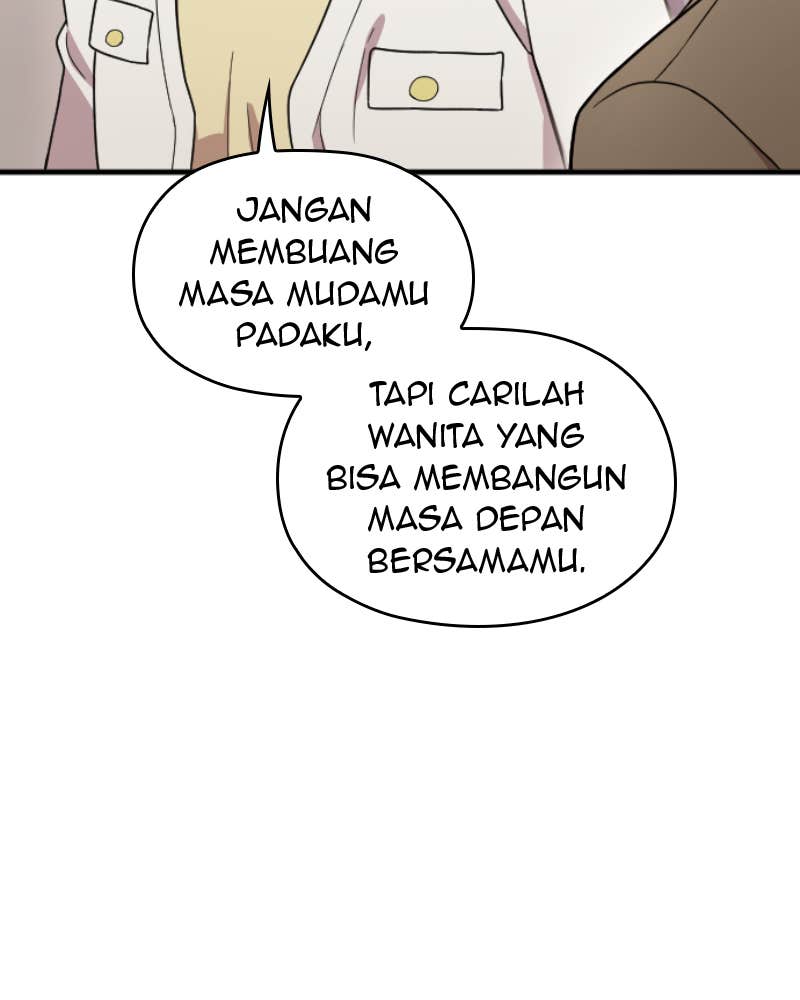 JANGAN
MEMBUANG
MASA MUDAMU
PADAKU,
TAPI CARILAH
WANITA YANG
BISA MEMBANGUN
MASA DEPAN
BERSAMAMU.